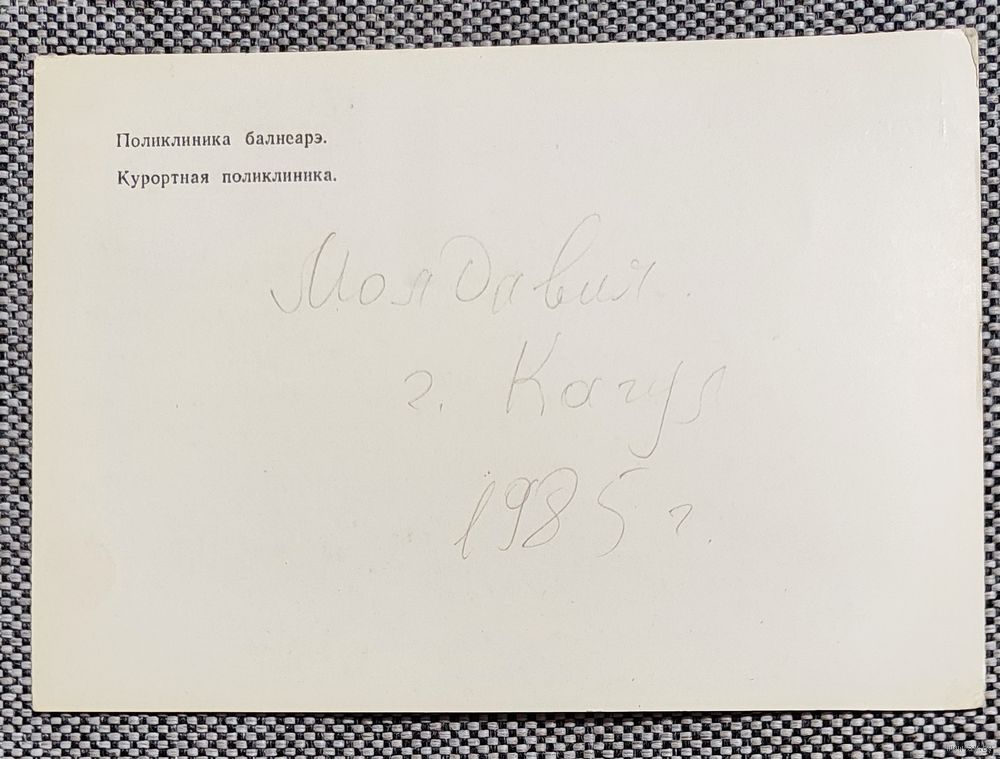 Поликлиника балнеарэ.
Курортная поликлиника.
Молдавия.
г. Кагул
1985 г.